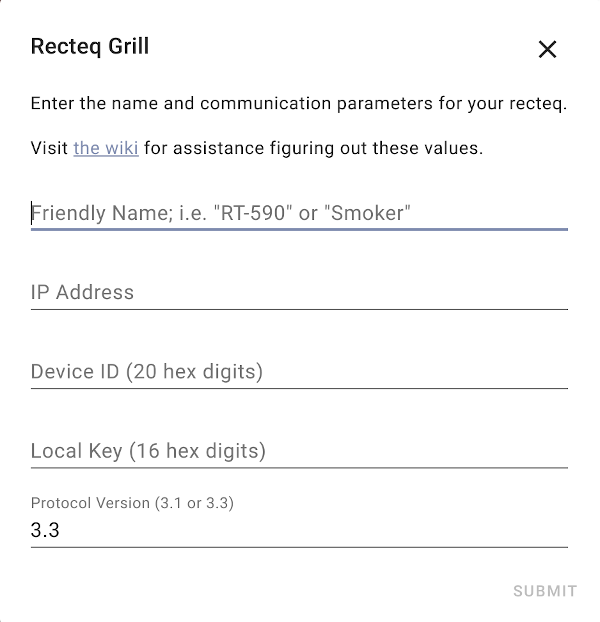 Recteq Grill
Enter the name and communication parameters for your recteq.
Visit the wiki for assistance figuring out these values.
Friendly Name; i.e. "RT-590" or "Smoker"
IP Address
Device ID (20 hex digits)
Local Key (16 hex digits)
Protocol Version (3.1 or 3.3)
3.3
SUBMIT